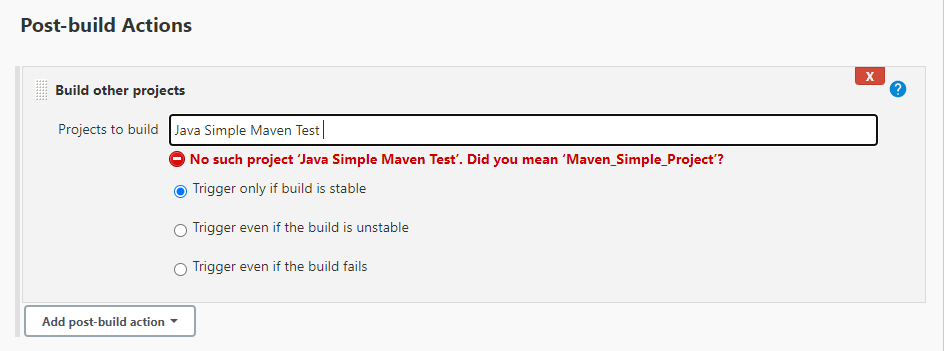 Post-build Actions
X
?
Build other projects
Projects to build Java Simple Maven Test
No such project ‘Java Simple Maven Test’. Did you mean ‘Maven_Simple_Project’?
Trigger only if build is stable
Trigger even if the build is unstable
Trigger even if the build fails
Add post-build action